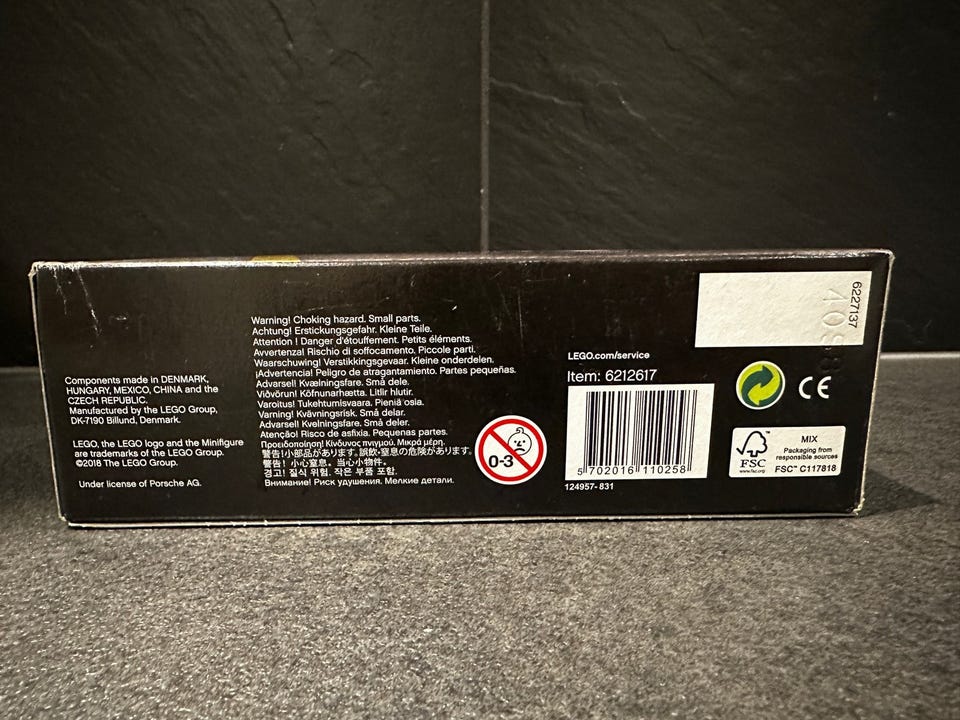 Components made in DENMARK,
HUNGARY, MEXICO, CHINA and the
CZECH REPUBLIC.
Manufactured by the LEGO Group,
DK-7190 Billund, Denmark.
LEGO, the LEGO logo and the Minifigure
are trademarks of the LEGO Group.
©2018 The LEGO Group.
Under license of Porsche AG.
Warning! Choking hazard. Small parts.
Achtung! Erstickungsgefahr. Kleine Teile.
Attention ! Danger d'étouffement. Petits éléments.
Avvertenza! Rischio di soffocamento. Piccole parti.
Waarschuwing! Verstikkingsgevaar. Kleine onderdelen.
¡Advertencia! Peligro de atragantamiento. Partes pequeñas.
Advarsel! Kvælningsfare. Små dele.
Viðvörun! Köfnunarhætta. Litlir hlutir.
Varoitus! Tukehtumisvaara. Pieniä osia.
Varning! Kvävningsrisk. Små delar.
Advarsel! Kvelningsfare. Små deler.
Atenção! Risco de asfixia. Pequenas partes.
Προειδοποίηση! Κίνδυνος πνιγμού. Μικρά μέρη.
警告!小部品があります。誤飲・窒息の危険があります。
警告! 小心窒息。当心小物件。
경고! 질식 위험. 작은 부품 포함.
Внимание! Риск удушения. Мелкие детали.
0-3
LEGO.com/service
Item: 6212617
5 702016 110258
124957-831
6227137
CE
FSC™
www.fsc.org
MIX
Packaging from
responsible sources
FSC™ C117818